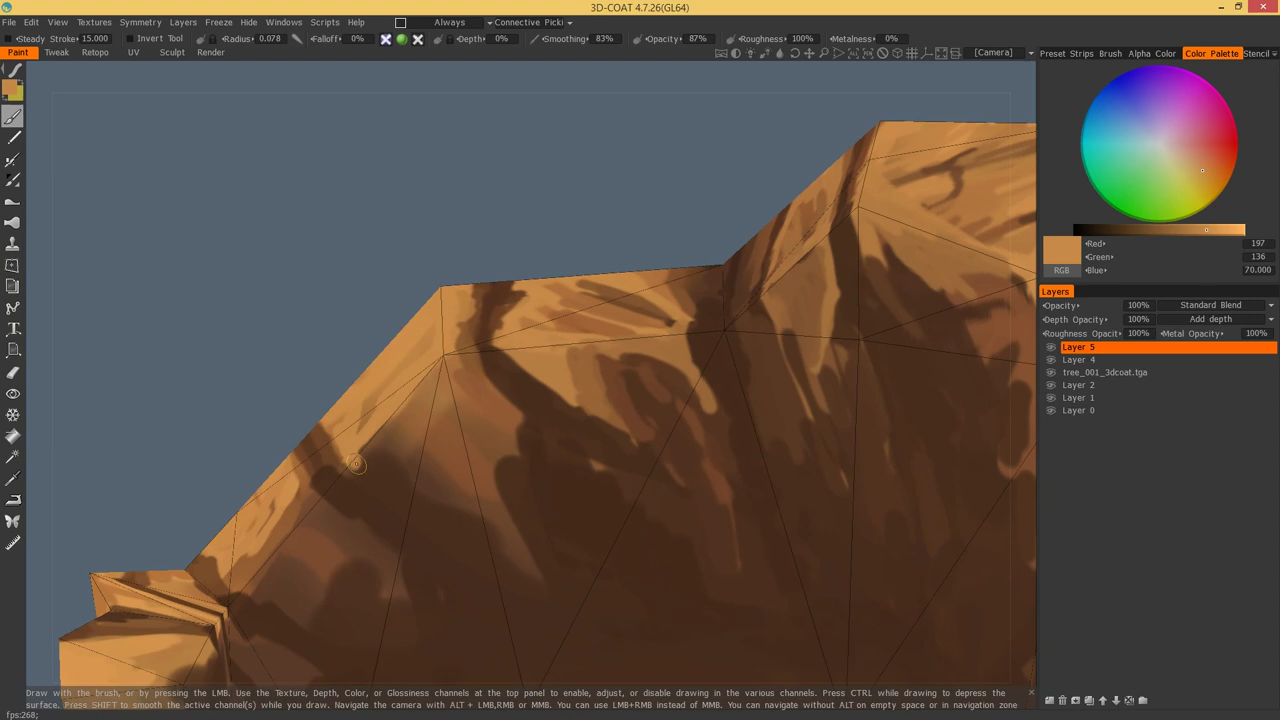 3D-COAT 4.7.26(GL64)
File Edit View Textures Symmetry Layers Freeze Hide Windows Scripts Help Always Connective Picki
Steady Stroke 15.000 Invert Tool Radius 0.078 Falloff 0% Depth 0% Smoothing 83% Opacity 87% Roughness 100% Metalness 0%
Paint Tweak Retopo UV Sculpt Render [Camera]
Preset Strips Brush Alpha Color Color Palette Stencil
Red 197
Green 136
RGB Blue 70.000
Layers
Opacity 100% Standard Blend
Depth Opacity 100% Add depth
Roughness Opacit 100% Metal Opacity 100%
Layer 5
Layer 4
tree_001_3dcoat.tga
Layer 2
Layer 1
Layer 0
Draw with the brush, or by pressing the LMB. Use the Texture, Depth, Color, or Glossiness channels at the top panel to enable, adjust, or disable drawing in the various channels. Press CTRL while drawing to depress the
surface. Press SHIFT to smooth the active channel(s) while you draw. Navigate the camera with ALT + LMB,RMB or MMB. You can use LMB+RMB instead of MMB. You can navigate without ALT on empty space or in navigation zone
fps:268;